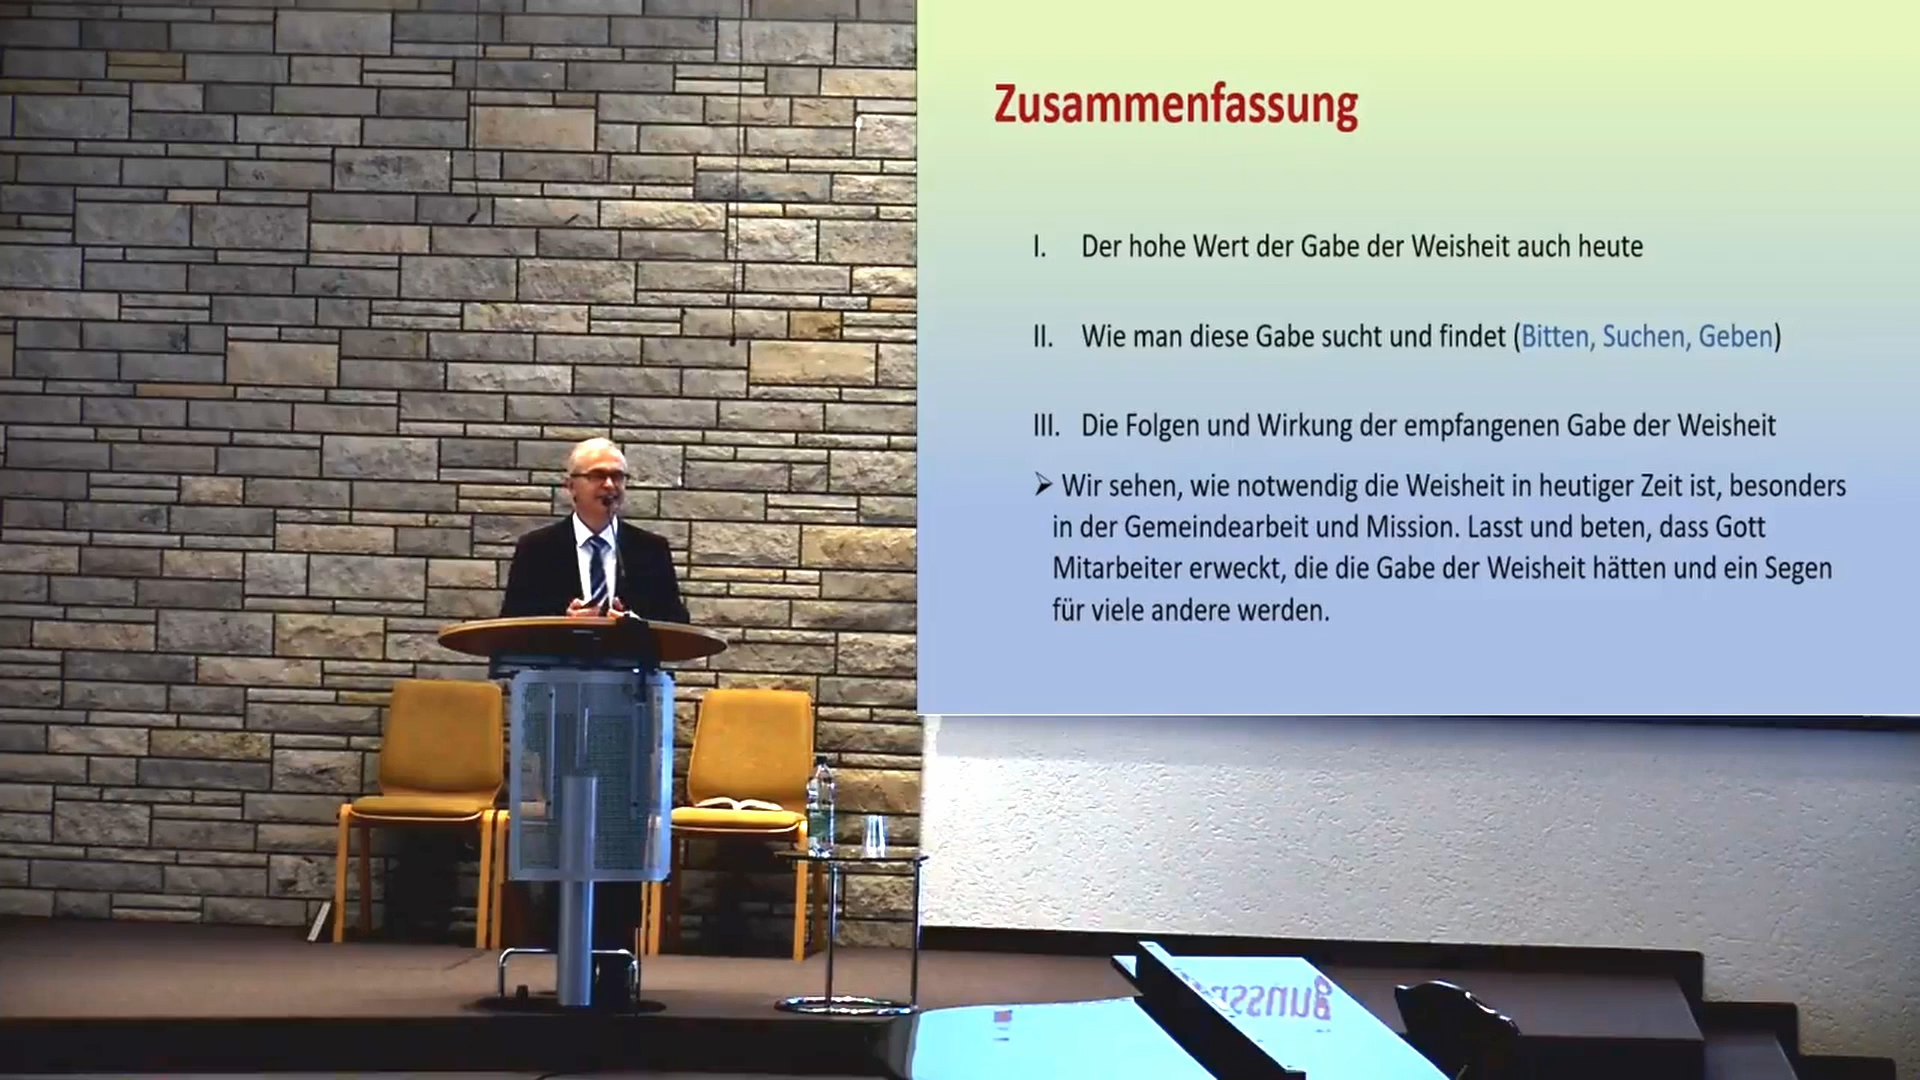 Zusammenfassung
I. Der hohe Wert der Gabe der Weisheit auch heute
II. Wie man diese Gabe sucht und findet (Bitten, Suchen, Geben)
III. Die Folgen und Wirkung der empfangenen Gabe der Weisheit
➢ Wir sehen, wie notwendig die Weisheit in heutiger Zeit ist, besonders
in der Gemeindearbeit und Mission. Lasst und beten, dass Gott
Mitarbeiter erweckt, die die Gabe der Weisheit hätten und ein Segen
für viele andere werden.